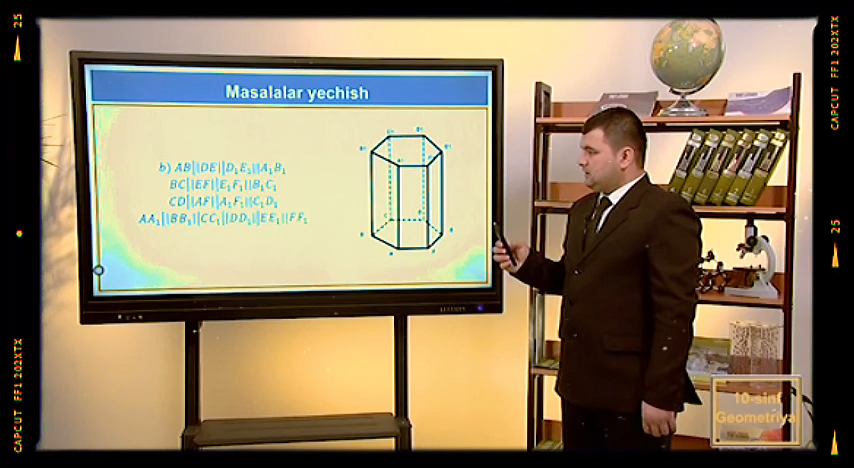 25
25
CAPCUT FF1 202XTX
Masalalar yechish
b) AB||DE||D₁E₁||A₁B₁
BC||EF||E₁F₁||B₁C₁
CD||AF||A₁F₁||C₁D₁
AA₁||BB₁||CC₁||DD₁||EE₁||FF₁
10-sinf
Geometriya
CAPCUT FF1 202XTX